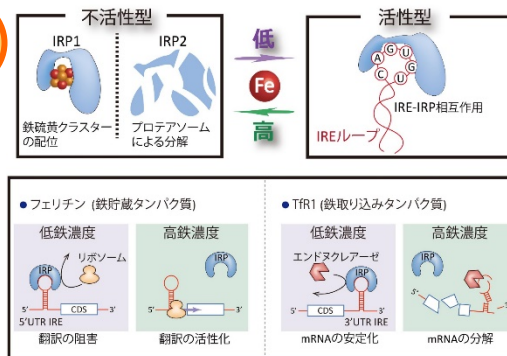 不活性型
IRP1
IRP2
鉄硫黄クラスター
の配位
プロテアソーム
による分解
低
Fe
高
活性型
A
G
U
G
U
C
IRE-IRP相互作用
IREループ
● フェリチン (鉄貯蔵タンパク質)
低鉄濃度
IRP
リボソーム
5'
CDS
3'
5'UTR IRE
翻訳の阻害
高鉄濃度
IRP
5'
3'
翻訳の活性化
● TfR1 (鉄取り込みタンパク質)
低鉄濃度
エンドヌクレアーゼ
IRP
5'
CDS
3'
3'UTR IRE
mRNAの安定化
高鉄濃度
IRP
5'
3'
mRNAの分解